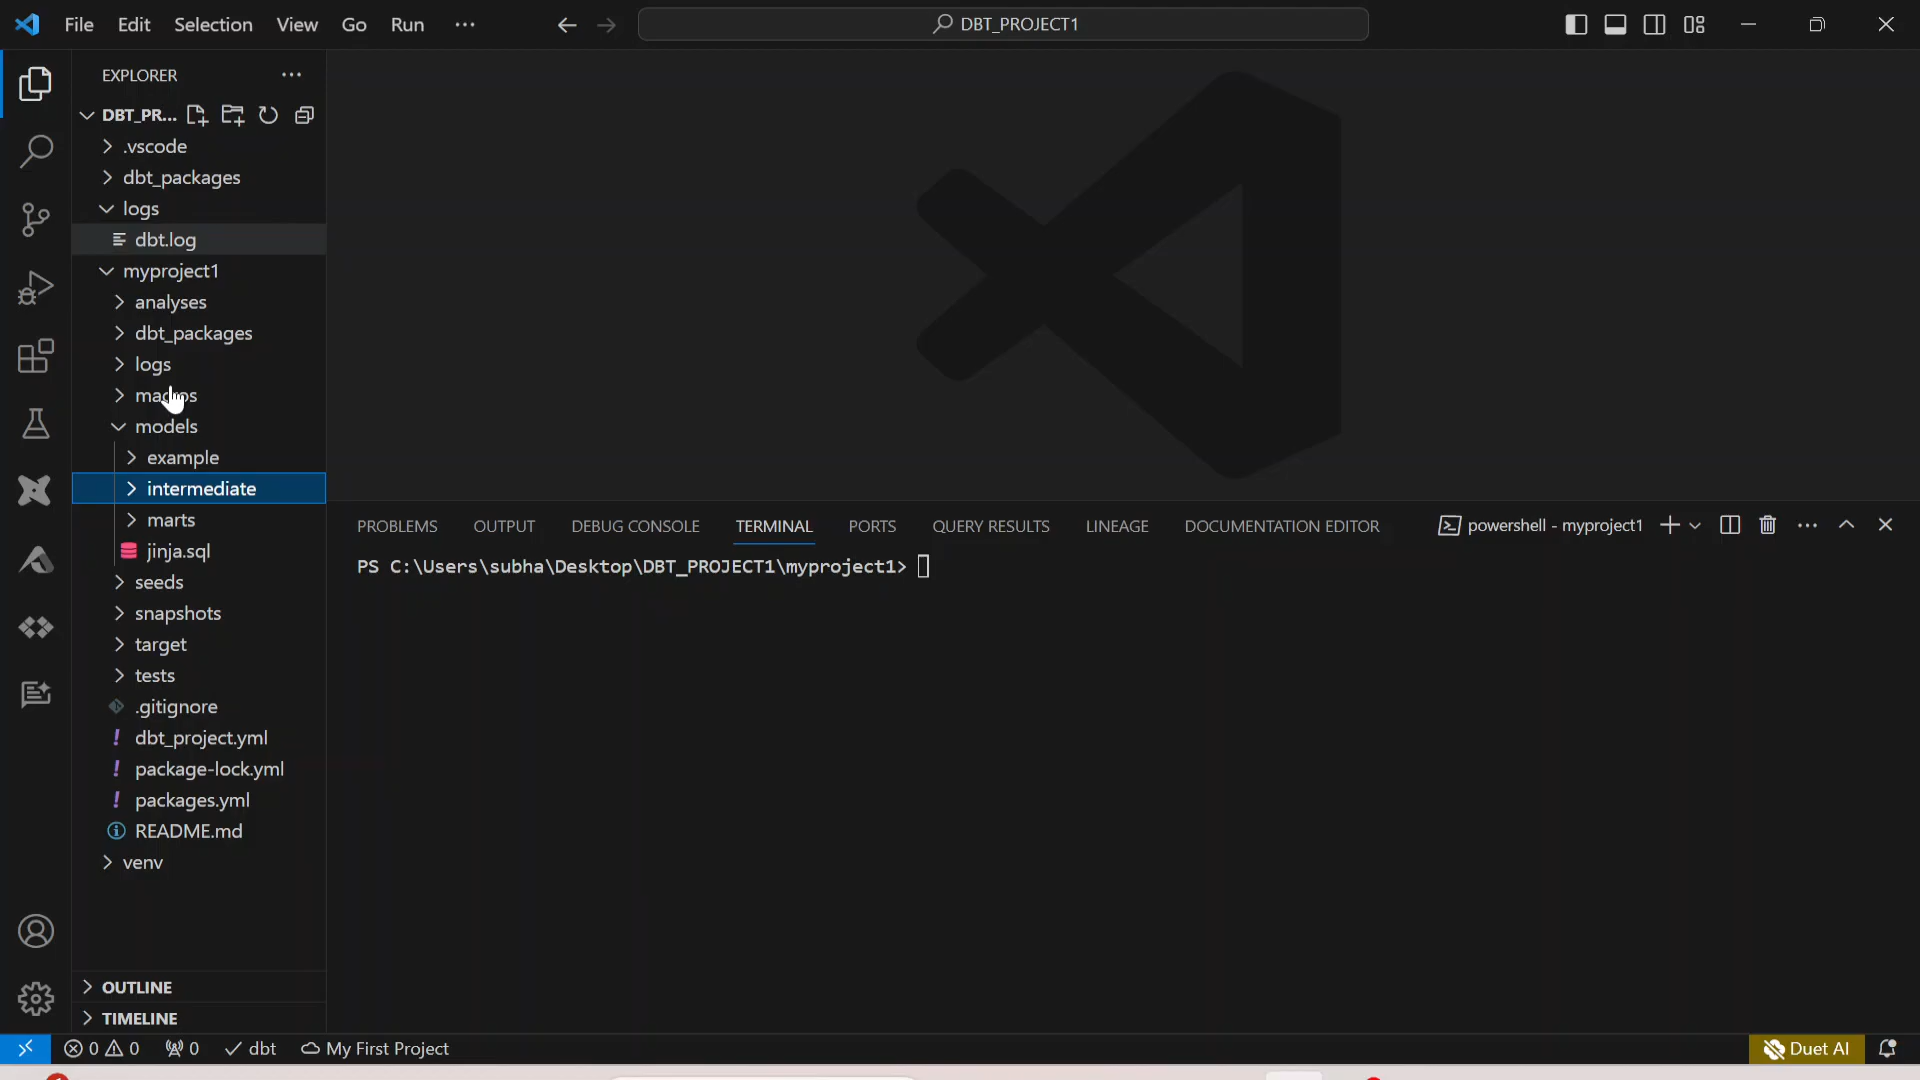 File Edit Selection View Go Run ···
DBT_PROJECT1
EXPLORER
DBT_PR...
.vscode
dbt_packages
logs
dbt.log
myproject1
analyses
dbt_packages
logs
macros
models
example
intermediate
marts
jinja.sql
seeds
snapshots
target
tests
.gitignore
! dbt_project.yml
! package-lock.yml
! packages.yml
README.md
venv
OUTLINE
TIMELINE
PROBLEMS OUTPUT DEBUG CONSOLE TERMINAL PORTS QUERY RESULTS LINEAGE DOCUMENTATION EDITOR powershell - myproject1
PS C:\Users\subha\Desktop\DBT_PROJECT1\myproject1>
0 0 0 dbt My First Project Duet AI